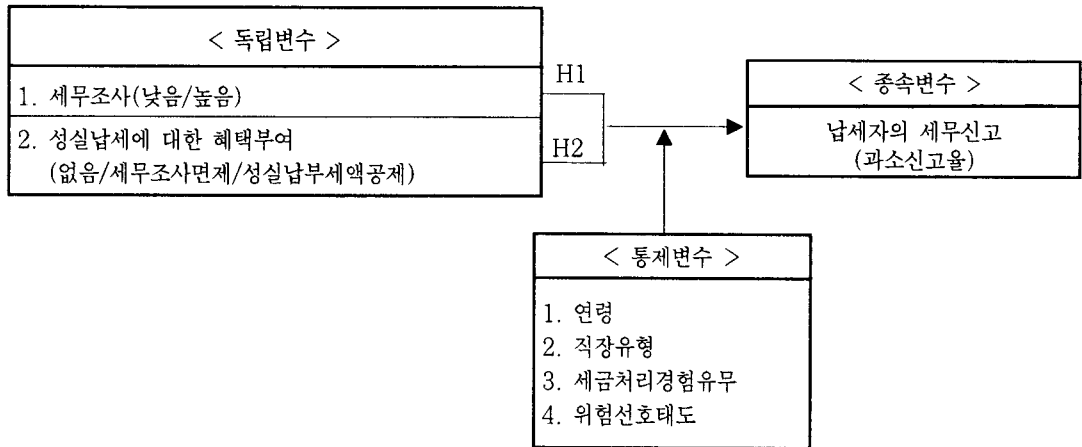 < 독립변수 >
1. 세무조사(낮음/높음)
2. 성실납세에 대한 혜택부여
(없음/세무조사면제/성실납부세액공제)
H1
H2
< 종속변수 >
납세자의 세무신고
(과소신고율)
< 통제변수 >
1. 연령
2. 직장유형
3. 세금처리경험유무
4. 위험선호태도